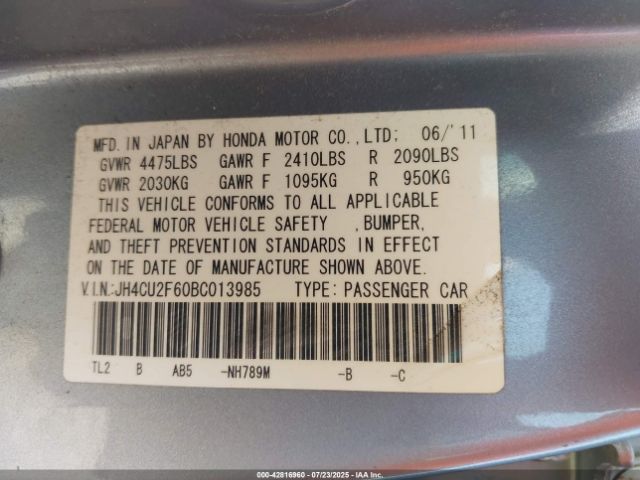 MFD. IN JAPAN BY HONDA MOTOR CO., LTD; 06/'11
GVWR 4475LBS GAWR F 2410LBS R 2090LBS
GVWR 2030KG GAWR F 1095KG R 950KG
THIS VEHICLE CONFORMS TO ALL APPLICABLE
FEDERAL MOTOR VEHICLE SAFETY , BUMPER,
AND THEFT PREVENTION STANDARDS IN EFFECT
ON THE DATE OF MANUFACTURE SHOWN ABOVE.
V.I.N.:JH4CU2F60BC013985 TYPE: PASSENGER CAR
TL2 B AB5 -NH789M -B -C
000-42816960 | 07/23/2025 | IAAI.COM